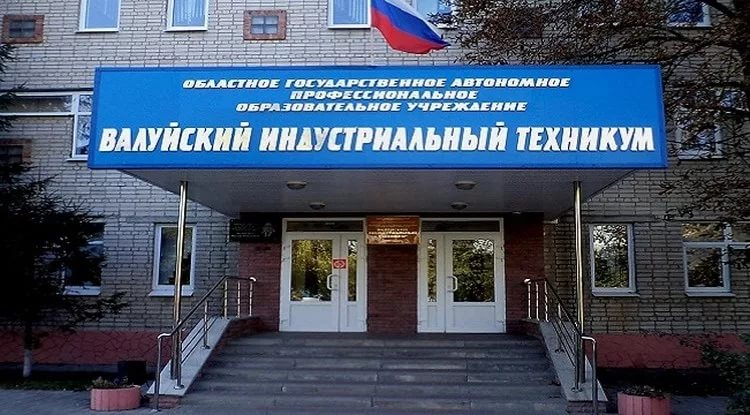 ОБЛАСТНОЕ ГОСУДАРСТВЕННОЕ АВТОНОМНОЕ
ПРОФЕССИОНАЛЬНОЕ
ОБРАЗОВАТЕЛЬНОЕ УЧРЕЖДЕНИЕ
ВАЛУЙСКИЙ ИНДУСТРИАЛЬНЫЙ ТЕХНИКУМ